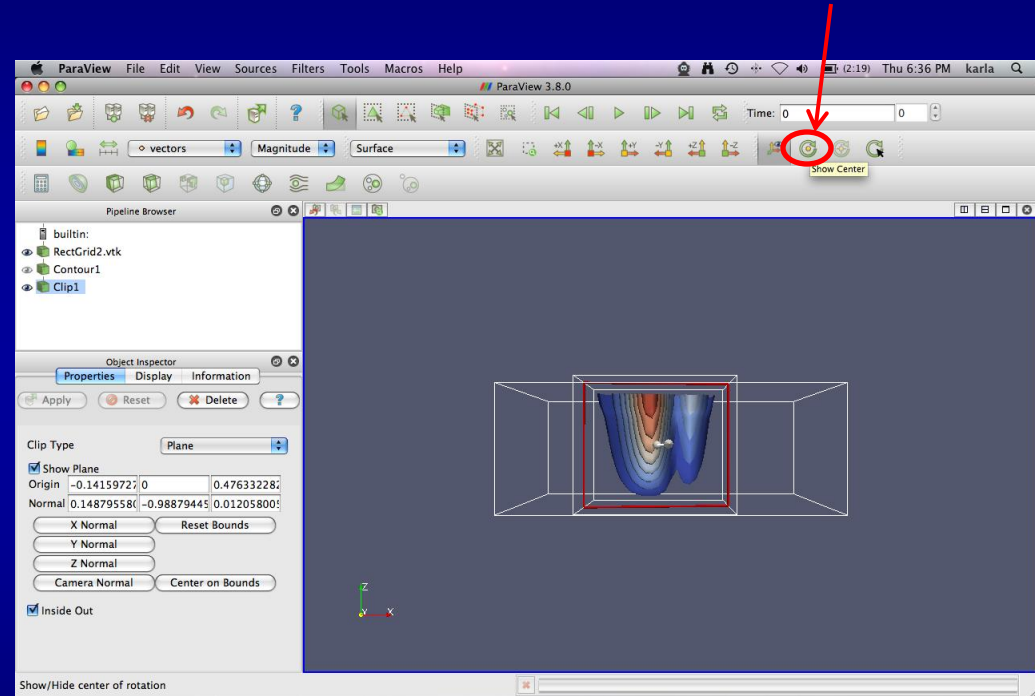 ParaView File Edit View Sources Filters Tools Macros Help (2:19) Thu 6:36 PM karla
ParaView 3.8.0
Time: 0 0
vectors Magnitude Surface
+X -X +Y -Y +Z -Z
Show Center
Pipeline Browser
builtin:
RectGrid2.vtk
Contour1
Clip1
Object Inspector
Properties Display Information
Apply Reset Delete ?
Clip Type Plane
Show Plane
Origin -0.14159727 0 0.47633228
Normal 0.14879558 -0.98879445 0.01205800
X Normal Reset Bounds
Y Normal
Z Normal
Camera Normal Center on Bounds
Inside Out
Z
Y X
Show/Hide center of rotation